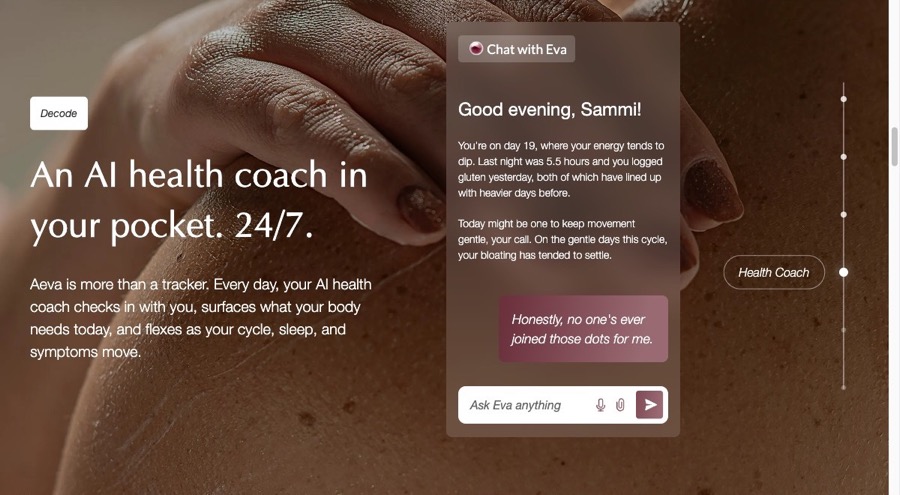 Decode
An AI health coach in
your pocket. 24/7.
Aeva is more than a tracker. Every day, your AI health
coach checks in with you, surfaces what your body
needs today, and flexes as your cycle, sleep, and
symptoms move.
Chat with Eva
Good evening, Sammi!
You're on day 19, where your energy tends to
dip. Last night was 5.5 hours and you logged
gluten yesterday, both of which have lined up
with heavier days before.
Today might be one to keep movement
gentle, your call. On the gentle days this cycle,
your bloating has tended to settle.
Honestly, no one's ever
joined those dots for me.
Ask Eva anything
Health Coach